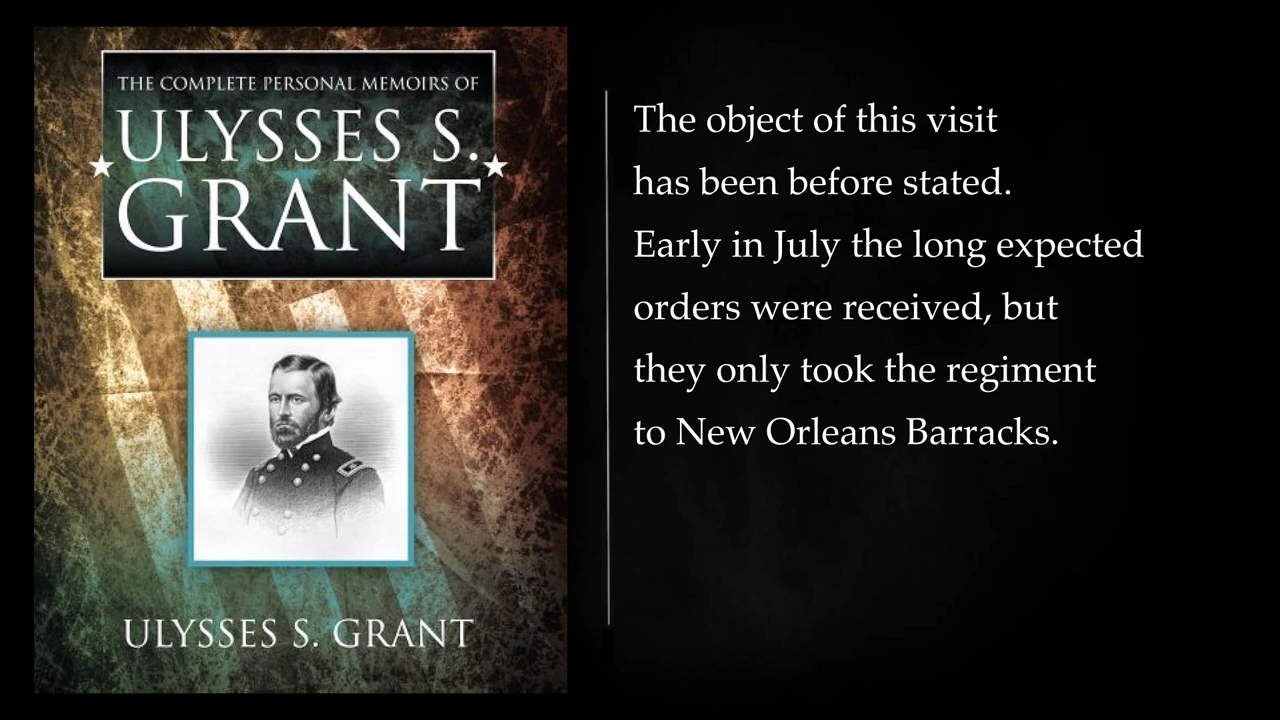 THE COMPLETE PERSONAL MEMOIRS OF
ULYSSES S.
GRANT
ULYSSES S. GRANT
The object of this visit
has been before stated.
Early in July the long expected
orders were received, but
they only took the regiment
to New Orleans Barracks.